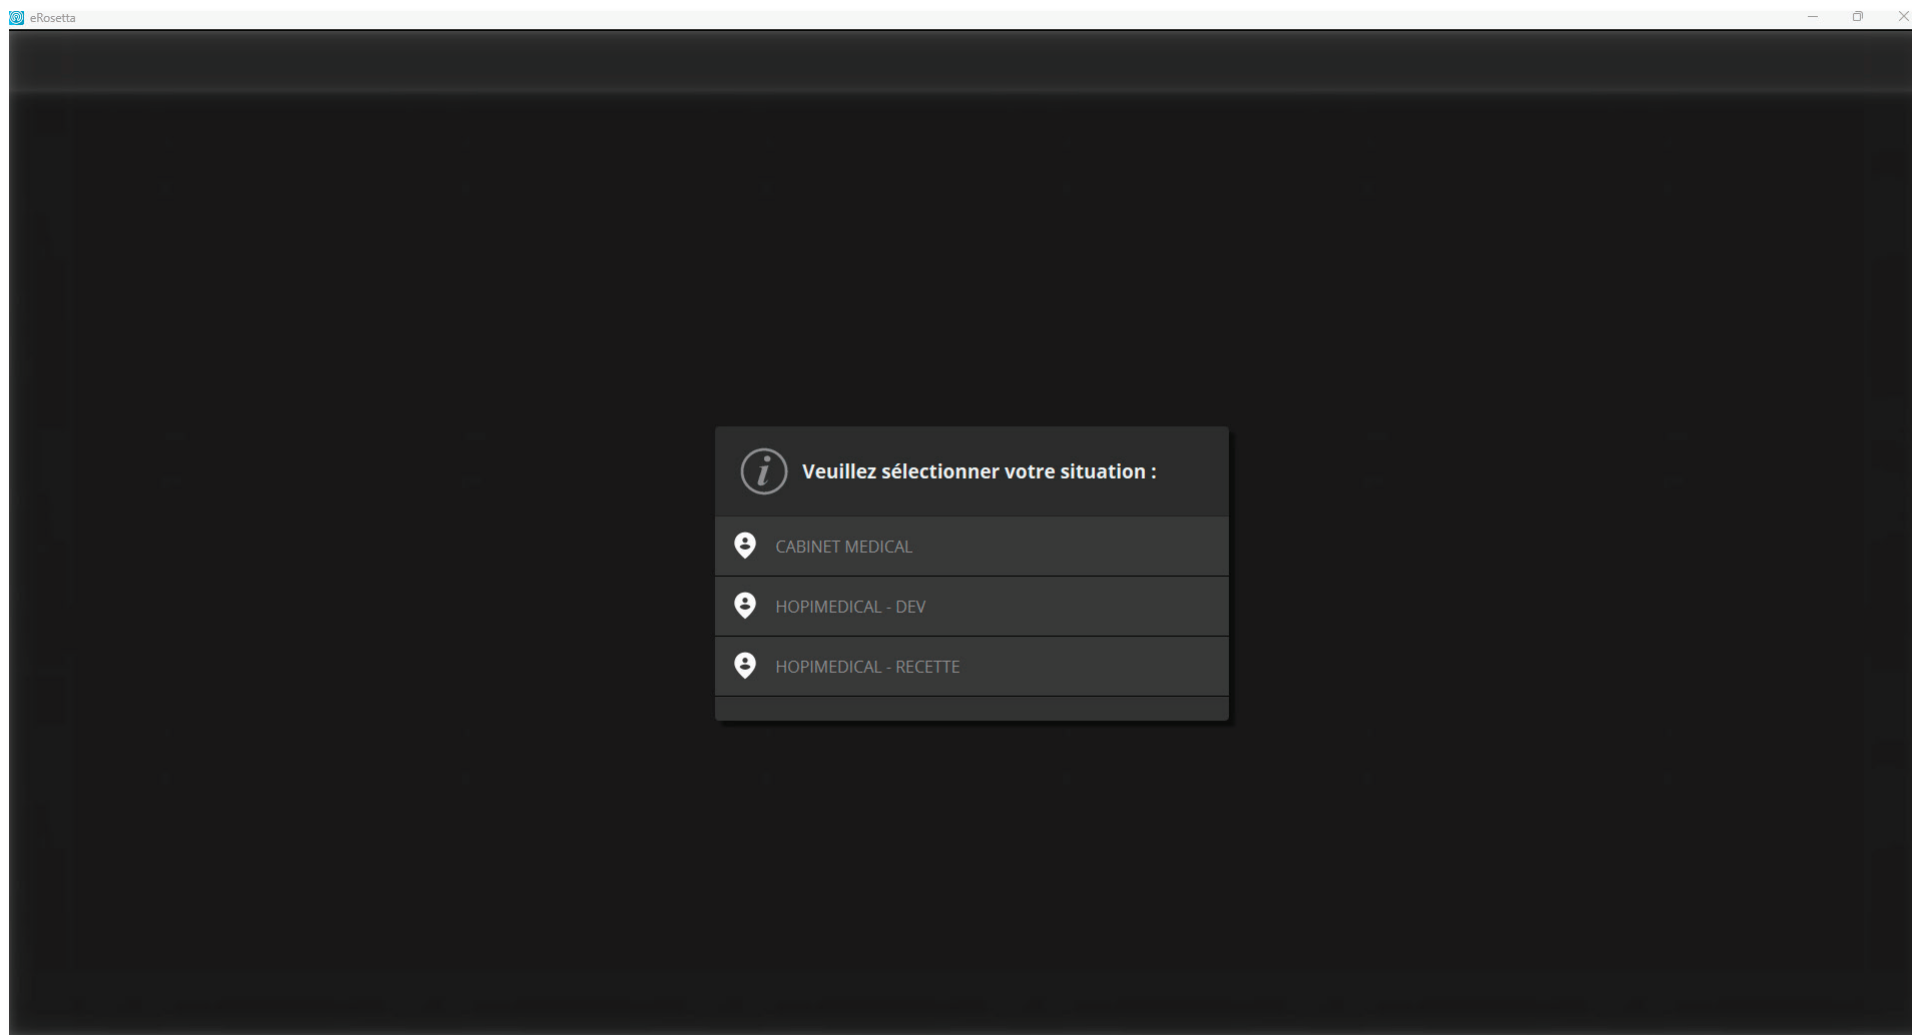 eRosetta
Veuillez sélectionner votre situation :
CABINET MEDICAL
HOPIMEDICAL - DEV
HOPIMEDICAL - RECETTE